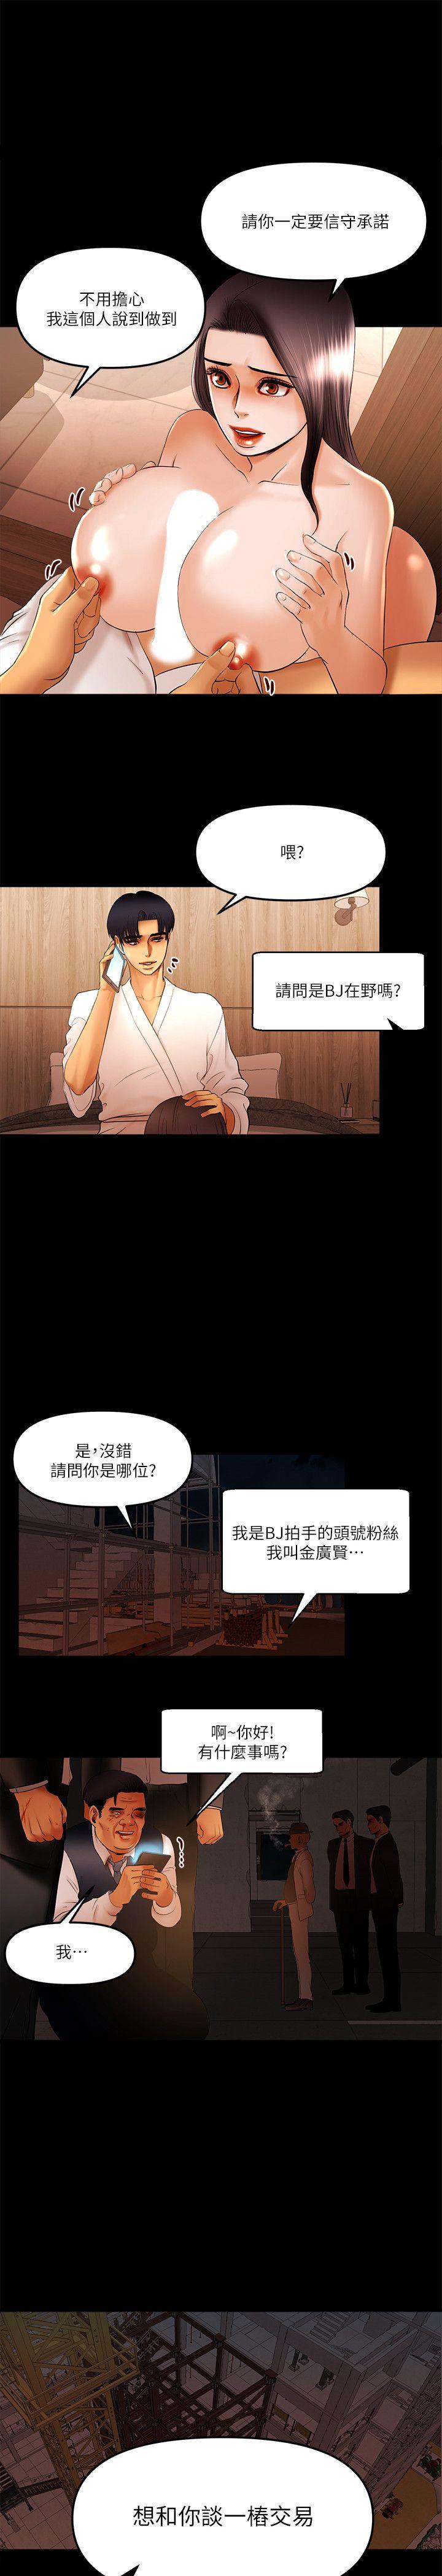 請你一定要信守承諾
不用擔心
我這個人說到做到
喂?
請問是BJ在野嗎?
是,沒錯
請問你是哪位?
我是BJ拍手的頭號粉絲
我叫金廣賢…
啊~你好!
有什麼事嗎?
我…
想和你談一樁交易